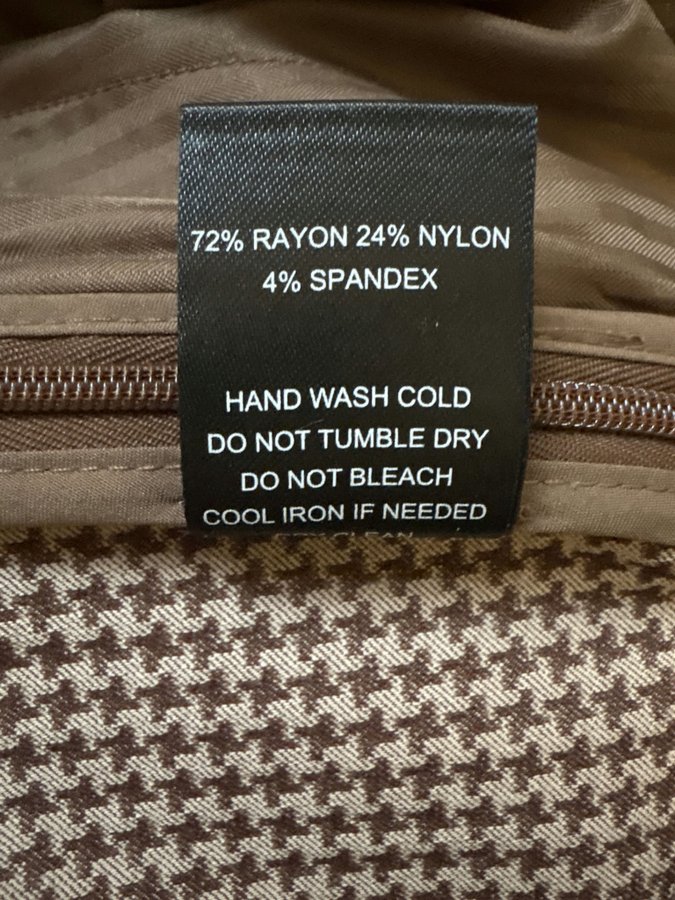 72% RAYON 24% NYLON
4% SPANDEX
HAND WASH COLD
DO NOT TUMBLE DRY
DO NOT BLEACH
COOL IRON IF NEEDED
CLEAN